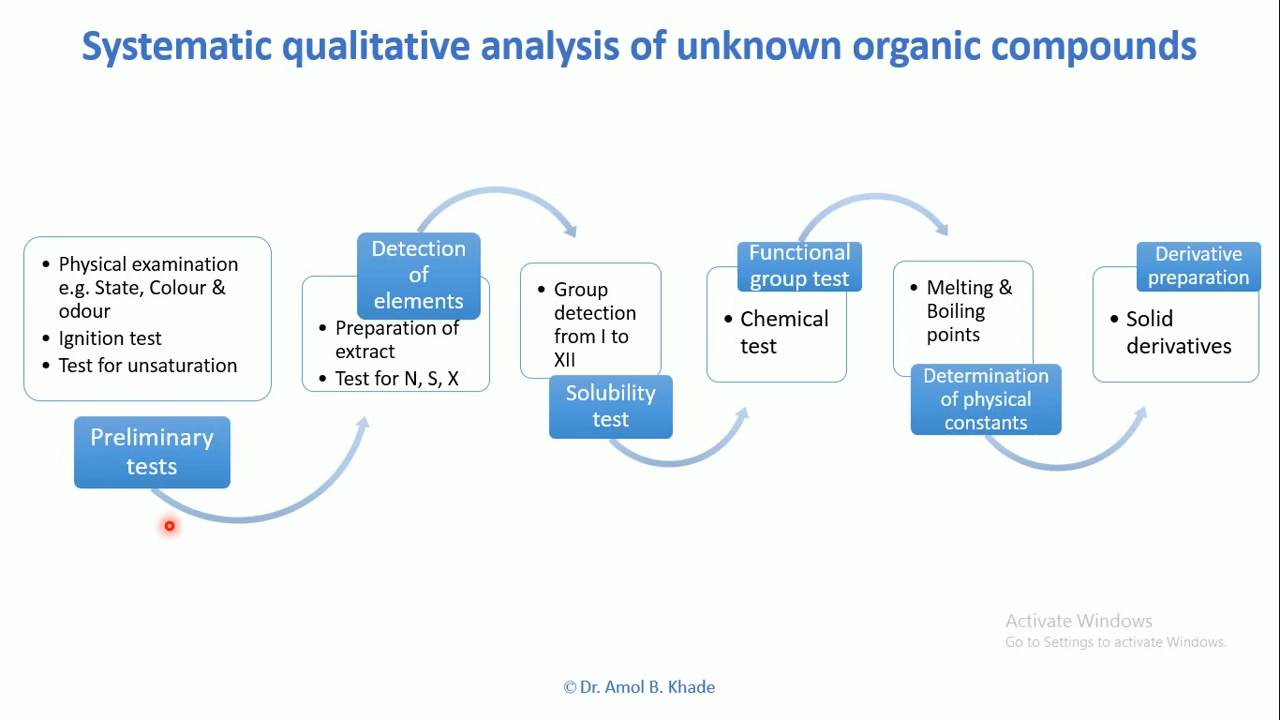 Systematic qualitative analysis of unknown organic compounds
• Physical examination
e.g. State, Colour &
odour
• Ignition test
• Test for unsaturation
Preliminary
tests
Detection
of
elements
• Preparation of
extract
• Test for N, S, X
• Group
detection
from I to
XII
Solubility
test
Functional
group test
• Chemical
test
• Melting &
Boiling
points
Determination
of physical
constants
Derivative
preparation
• Solid
derivatives
Activate Windows
Go to Settings to activate Windows.
© Dr. Amol B. Khade